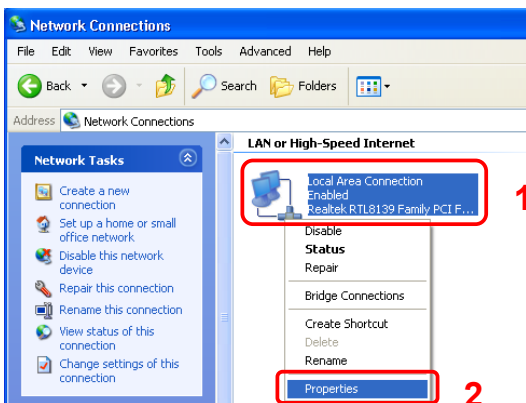 Network Connections
File Edit View Favorites Tools Advanced Help
Back Search Folders
Address Network Connections
Network Tasks
Create a new
connection
Set up a home or small
office network
Disable this network
device
Repair this connection
Rename this connection
View status of this
connection
Change settings of this
connection
LAN or High-Speed Internet
Local Area Connection
Enabled
Realtek RTL8139 Family PCI F...
1
Disable
Status
Repair
Bridge Connections
Create Shortcut
Delete
Rename
Properties
2